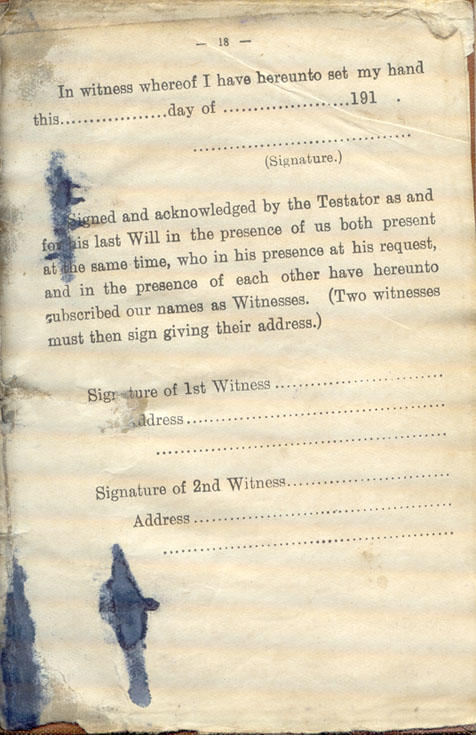 — 18 —
In witness whereof I have hereunto set my hand
this..................day of ......................191 .
.......................................
(Signature.)
Signed and acknowledged by the Testator as and
for his last Will in the presence of us both present
at the same time, who in his presence at his request,
and in the presence of each other have hereunto
subscribed our names as Witnesses. (Two witnesses
must then sign giving their address.)
Signature of 1st Witness ..............................
Address..............................................
....................................................
Signature of 2nd Witness.............................
Address .............................................
....................................................